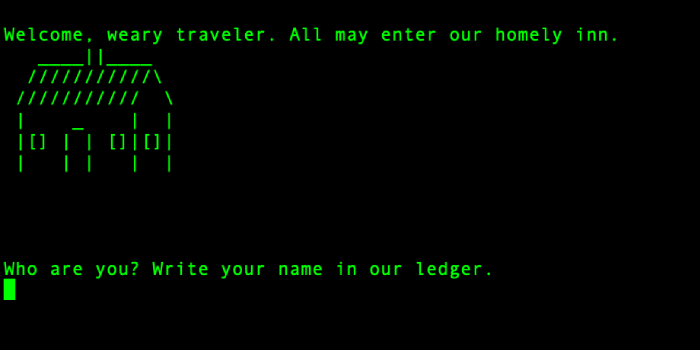 Welcome, weary traveler. All may enter our homely inn.
Who are you? Write your name in our ledger.